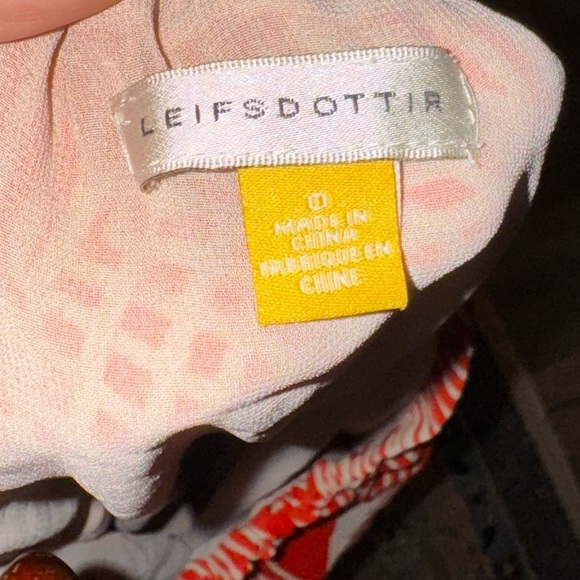 LEIFSDOTTIR
0
MADE IN
CHINA
FABRIQUE EN
CHINE